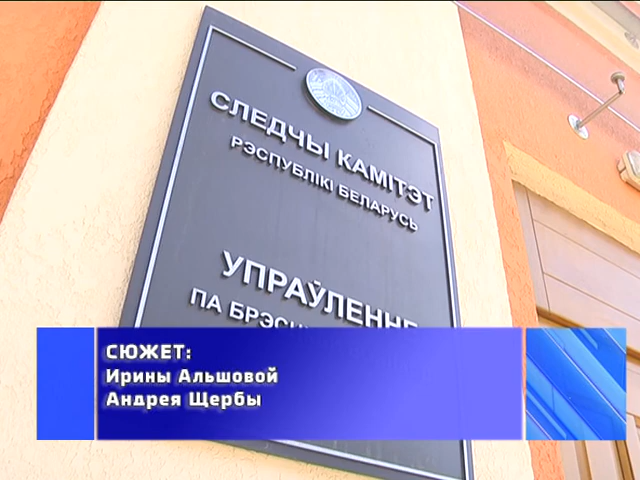 СЛЕДЧЫ КАМІТЭТ
РЭСПУБЛІКІ БЕЛАРУСЬ
УПРАЎЛЕННЕ
ПА
СЮЖЕТ:
Ирины Альшовой
Андрея Щербы